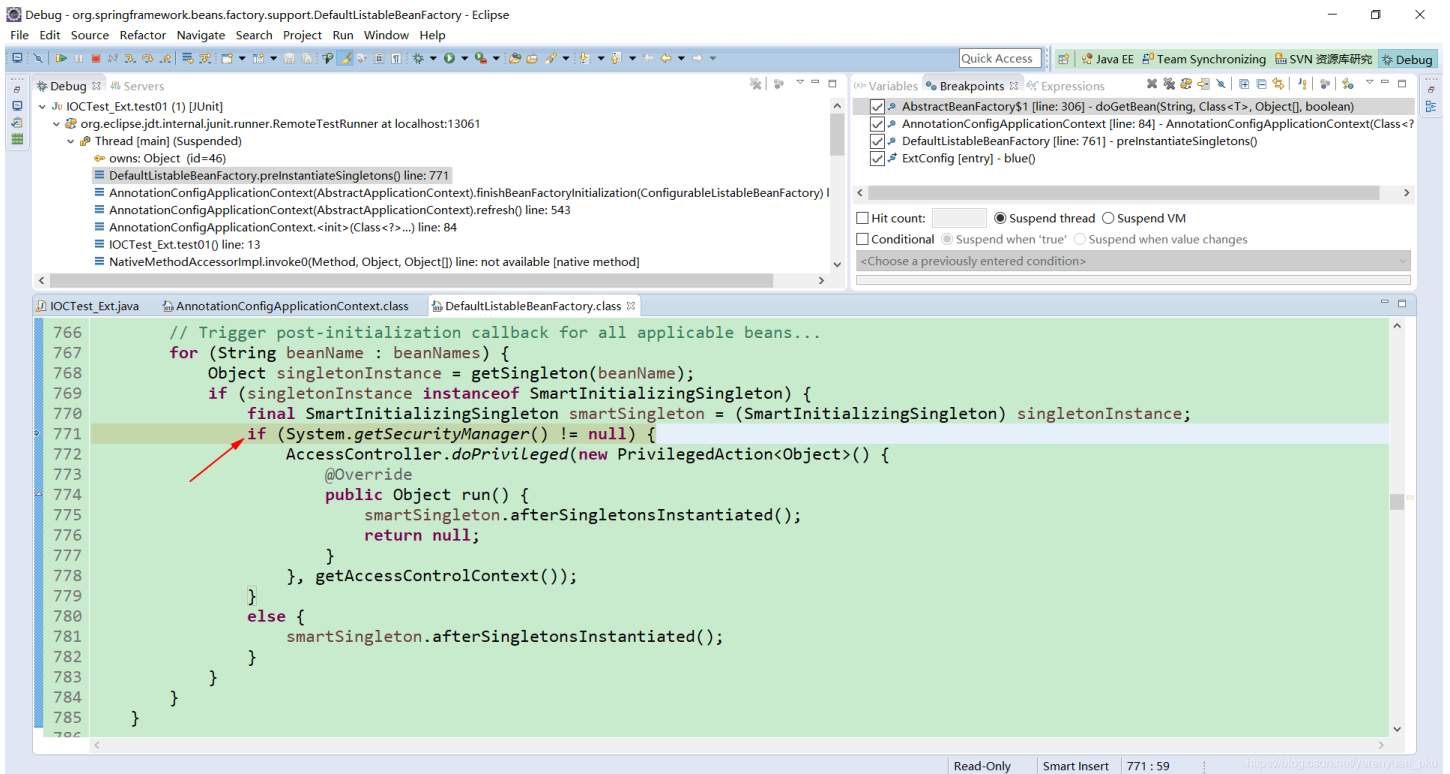 Debug - org.springframework.beans.factory.support.DefaultListableBeanFactory - Eclipse
File Edit Source Refactor Navigate Search Project Run Window Help
Quick Access
Java EE Team Synchronizing SVN 资源库研究 Debug
Debug Servers
IOCTest_Ext.test01 (1) [JUnit]
org.eclipse.jdt.internal.junit.runner.RemoteTestRunner at localhost:13061
Thread [main] (Suspended)
owns: Object (id=46)
DefaultListableBeanFactory.preInstantiateSingletons() line: 771
AnnotationConfigApplicationContext(AbstractApplicationContext).finishBeanFactoryInitialization(ConfigurableListableBeanFactory) l
AnnotationConfigApplicationContext(AbstractApplicationContext).refresh() line: 543
AnnotationConfigApplicationContext.<init>(Class<?>...) line: 84
IOCTest_Ext.test01() line: 13
NativeMethodAccessorImpl.invoke0(Method, Object, Object[]) line: not available [native method]
(x)= Variables Breakpoints Expressions
AbstractBeanFactory$1 [line: 306] - doGetBean(String, Class<T>, Object[], boolean)
AnnotationConfigApplicationContext [line: 84] - AnnotationConfigApplicationContext(Class<?
DefaultListableBeanFactory [line: 761] - preInstantiateSingletons()
ExtConfig [entry] - blue()
Hit count: Suspend thread Suspend VM
Conditional Suspend when 'true' Suspend when value changes
<Choose a previously entered condition>
IOCTest_Ext.java AnnotationConfigApplicationContext.class DefaultListableBeanFactory.class
766 // Trigger post-initialization callback for all applicable beans...
767 for (String beanName : beanNames) {
768 Object singletonInstance = getSingleton(beanName);
769 if (singletonInstance instanceof SmartInitializingSingleton) {
770 final SmartInitializingSingleton smartSingleton = (SmartInitializingSingleton) singletonInstance;
771 if (System.getSecurityManager() != null) {
772 AccessController.doPrivileged(new PrivilegedAction<Object>() {
773 @Override
774 public Object run() {
775 smartSingleton.afterSingletonsInstantiated();
776 return null;
777 }
778 }, getAccessControlContext());
779 }
780 else {
781 smartSingleton.afterSingletonsInstantiated();
782 }
783 }
784 }
785 }
786
Read-Only Smart Insert 771 : 59
https://blog.csdn.net/yerenyuan_pku